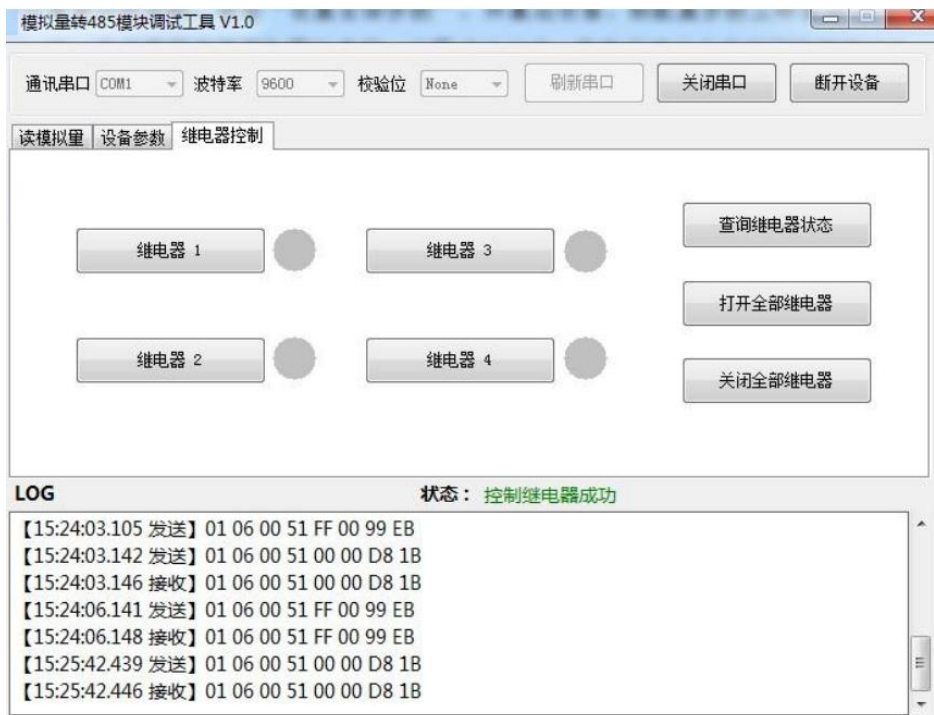 模拟量转485模块调试工具 V1.0
通讯串口 COM1 波特率 9600 校验位 None 刷新串口 关闭串口 断开设备
读模拟量 设备参数 继电器控制
继电器 1 继电器 3 查询继电器状态
打开全部继电器
继电器 2 继电器 4 关闭全部继电器
LOG 状态： 控制继电器成功
【15:24:03.105 发送】01 06 00 51 FF 00 99 EB
【15:24:03.142 发送】01 06 00 51 00 00 D8 1B
【15:24:03.146 接收】01 06 00 51 00 00 D8 1B
【15:24:06.141 发送】01 06 00 51 FF 00 99 EB
【15:24:06.148 接收】01 06 00 51 FF 00 99 EB
【15:25:42.439 发送】01 06 00 51 00 00 D8 1B
【15:25:42.446 接收】01 06 00 51 00 00 D8 1B